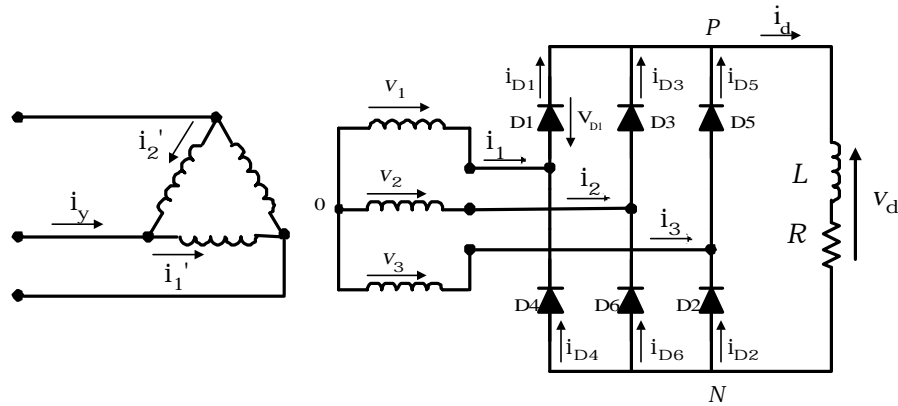 P
i_d
i_D1
i_D3
i_D5
v_1
i_2'
v_D1
D1
D3
D5
i_1
L
v_d
i_y
v_2
i_2
0
R
i_3
v_3
i_1'
D4
D6
D2
i_D4
i_D6
i_D2
N